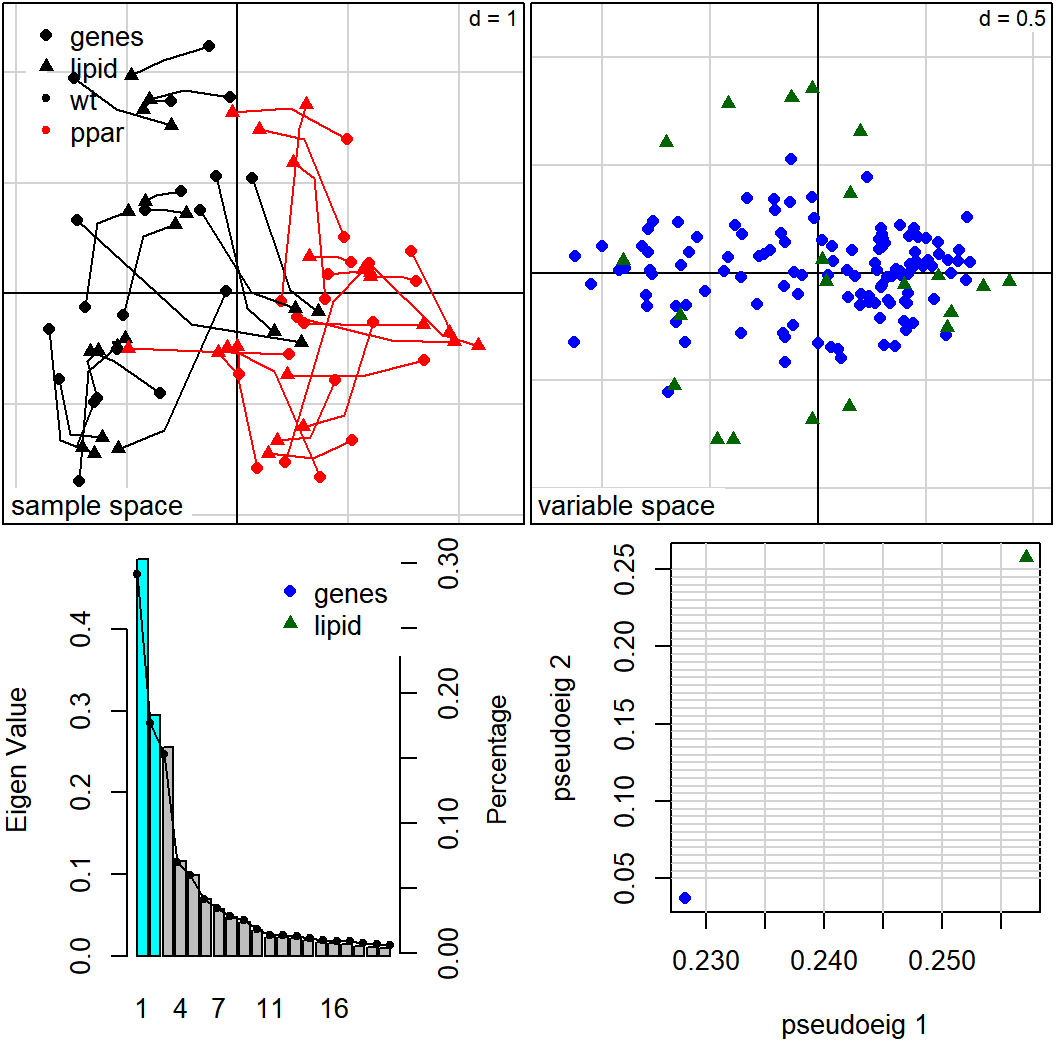 d = 1
genes
lipid
wt
ppar
sample space
d = 0.5
variable space
Eigen Value
0.0
0.1
0.2
0.3
0.4
1
4
7
11
16
genes
lipid
0.00
0.10
0.20
0.30
Percentage
pseudoeig 2
0.05
0.10
0.15
0.20
0.25
0.230
0.240
0.250
pseudoeig 1